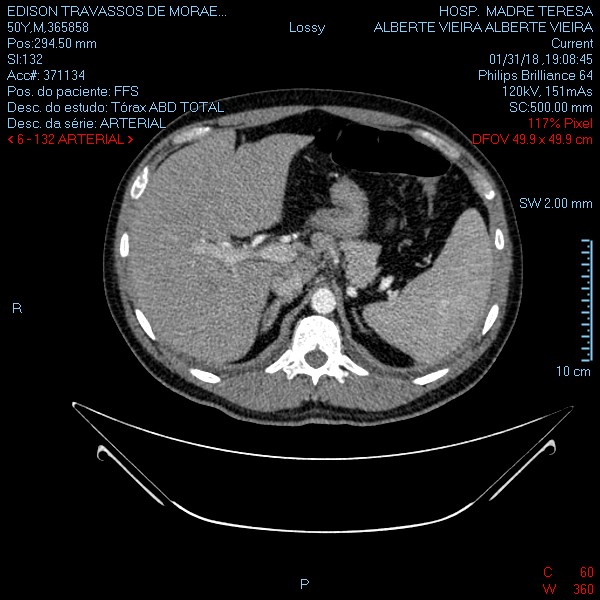 EDISON TRAVASSOS DE MORAE...
50Y,M,365858
Pos:294.50 mm
SI:132
Acc#: 371134
Pos. do paciente: FFS
Desc. do estudo: Tórax ABD TOTAL
Desc. da série: ARTERIAL
< 6 - 132 ARTERIAL >
Lossy
HOSP. MADRE TERESA
ALBERTE VIEIRA ALBERTE VIEIRA
Current
01/31/18 ,19:08:45
Philips Brilliance 64
120kV, 151mAs
SC:500.00 mm
117% Pixel
DFOV 49.9 x 49.9 cm
SW 2.00 mm
R
10 cm
P
C 60
W 360